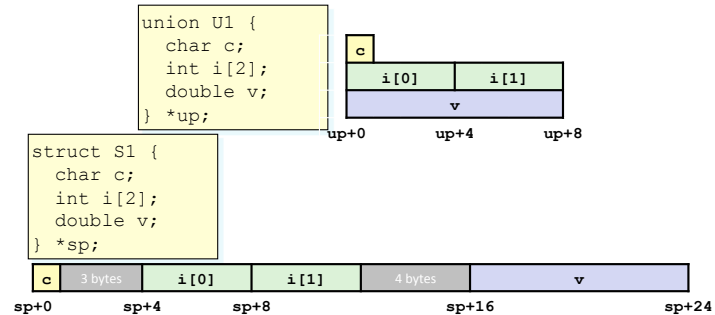 union U1 {
  char c;
  int i[2];
  double v;
} *up;
c
i[0] i[1]
v
up+0 up+4 up+8
struct S1 {
  char c;
  int i[2];
  double v;
} *sp;
c 3 bytes i[0] i[1] 4 bytes v
sp+0 sp+4 sp+8 sp+16 sp+24